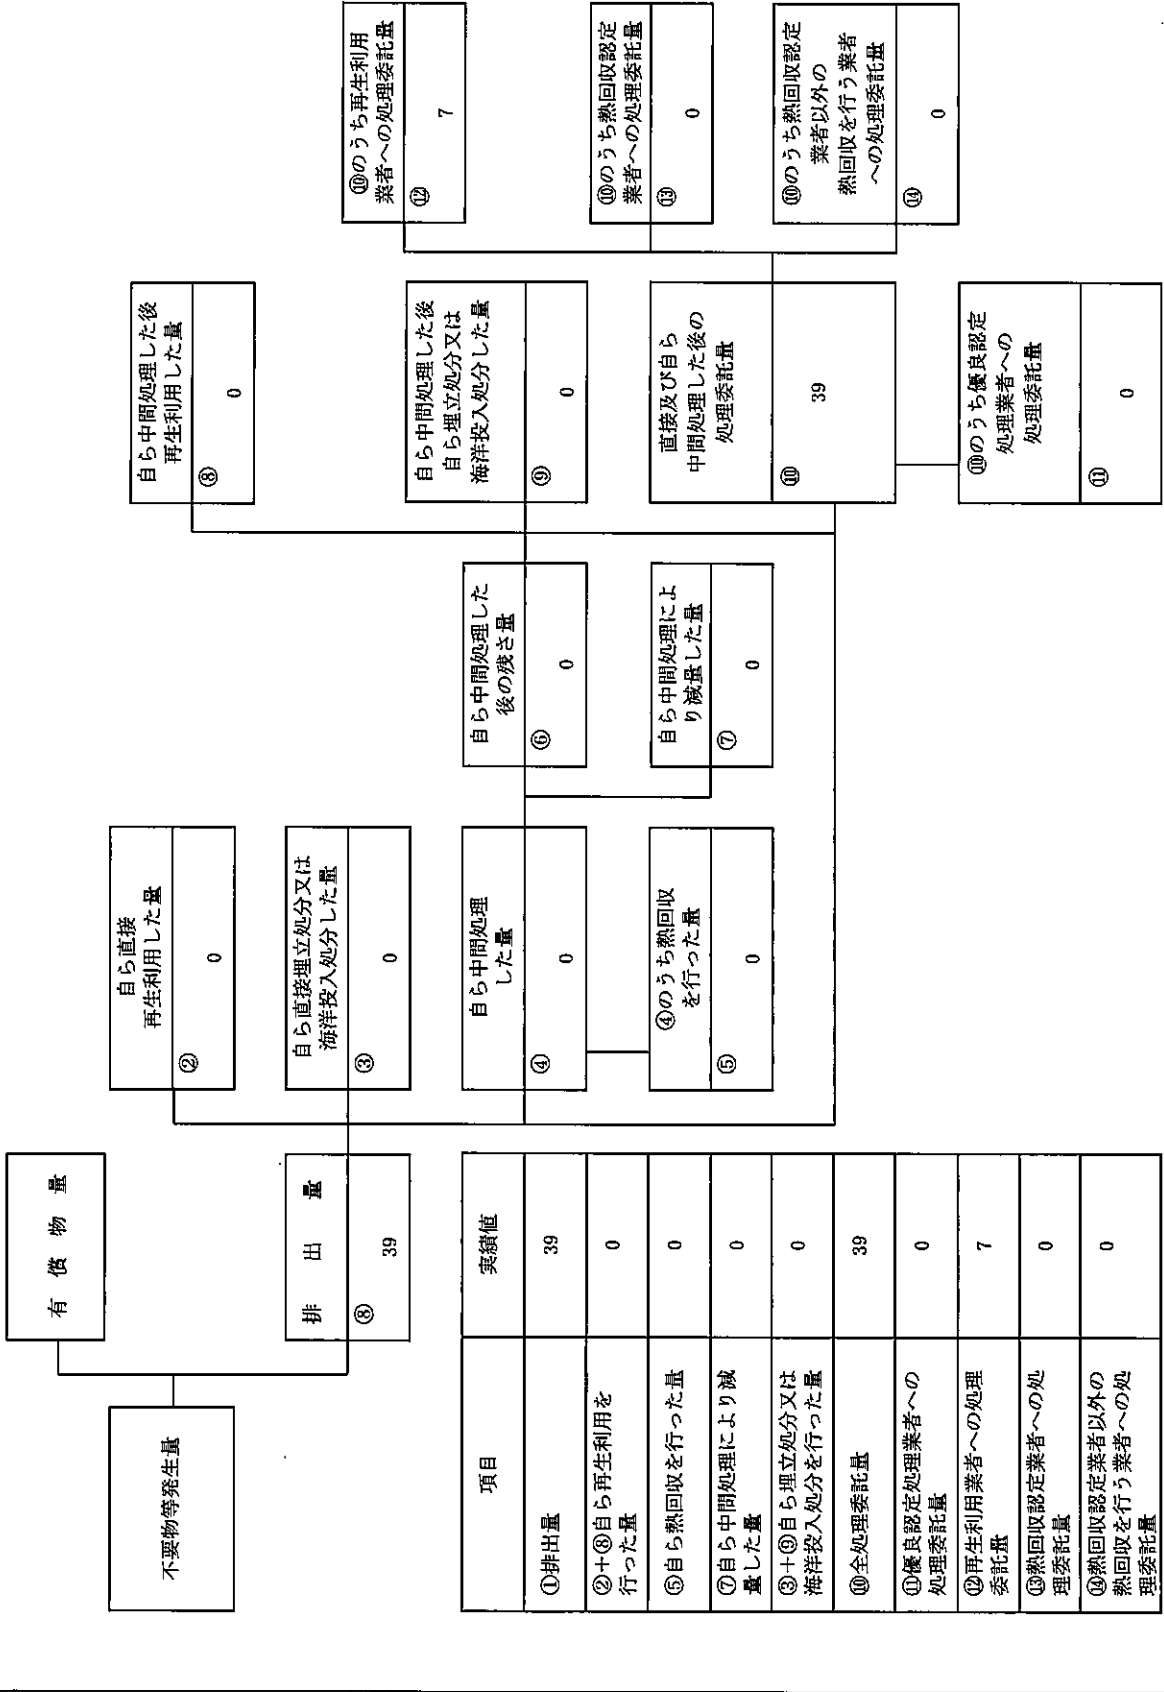 不要物等発生量
有償物量
排出量
⑧
39
自ら直接
再生利用した量
②
0
自ら直接埋立処分又は
海洋投入処分した量
③
0
自ら中間処理
した量
④
0
④のうち熱回収
を行った量
⑤
0
自ら中間処理した
後の残さ量
⑥
0
自ら中間処理によ
り減量した量
⑦
0
自ら中間処理した後
再生利用した量
⑧
0
自ら中間処理した後
自ら埋立処分又は
海洋投入処分した量
⑨
0
直接及び自ら
中間処理した後の
処理委託量
⑩
39
⑩のうち優良認定
処理業者への
処理委託量
⑪
0
⑩のうち再生利用
業者への処理委託量
⑫
7
⑩のうち熱回収認定
業者への処理委託量
⑬
0
⑩のうち熱回収認定
業者以外の
熱回収を行う業者
への処理委託量
⑭
0
項目 実績値
①排出量 39
②+⑧自ら再生利用を
行った量 0
⑤自ら熱回収を行った量 0
⑦自ら中間処理により減
量した量 0
③+⑨自ら埋立処分又は
海洋投入処分を行った量 0
⑩全処理委託量 39
⑪優良認定処理業者への
処理委託量 0
⑫再生利用業者への処理
委託量 7
⑬熱回収認定業者への処
理委託量 0
⑭熱回収認定業者以外の
熱回収を行う業者への処
理委託量 0